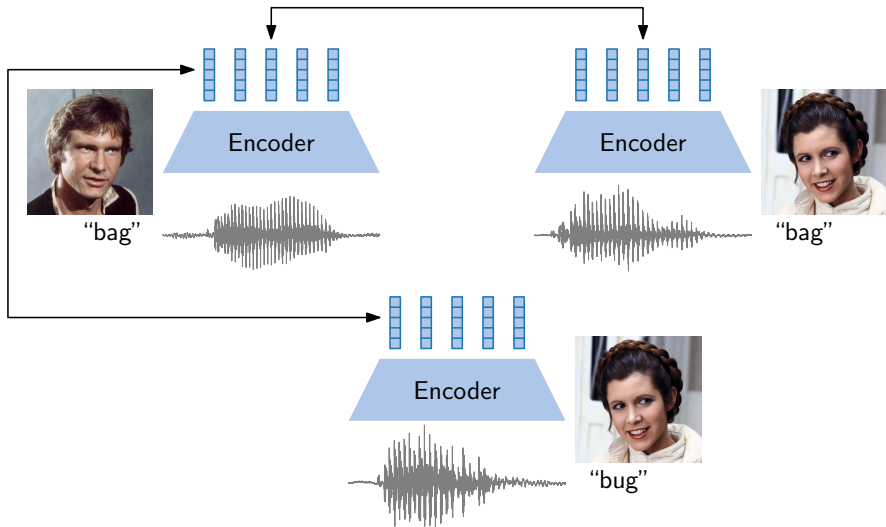 Encoder
Encoder
“bag”
“bag”
Encoder
“bug”